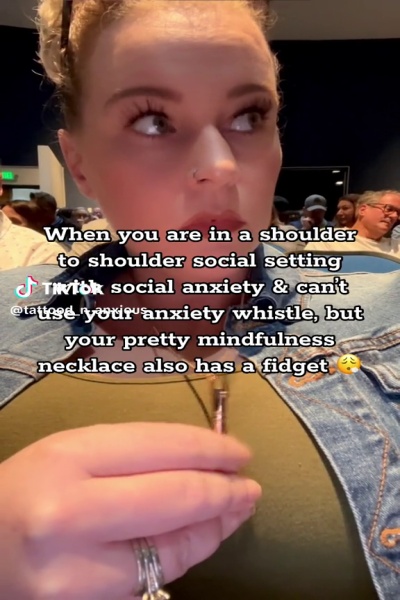 When you are in a shoulder
to shoulder social setting
social anxiety & can't
TikTok
@tattooed_n_anxious
use your anxiety whistle, but
your pretty mindfulness
necklace also has a fidget 😮‍💨